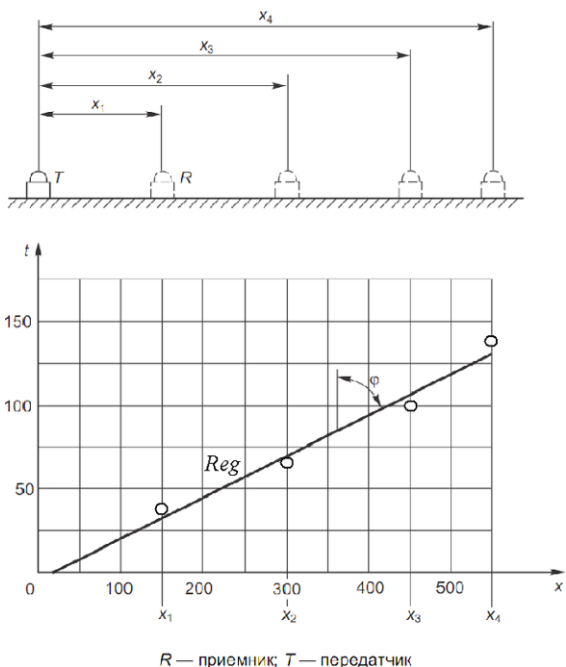 x₄
x₃
x₂
x₁
T R
t
150
100
50
φ
Reg
0 100 200 300 400 500 x
x₁ x₂ x₃ x₄
R — приемник; T — передатчик